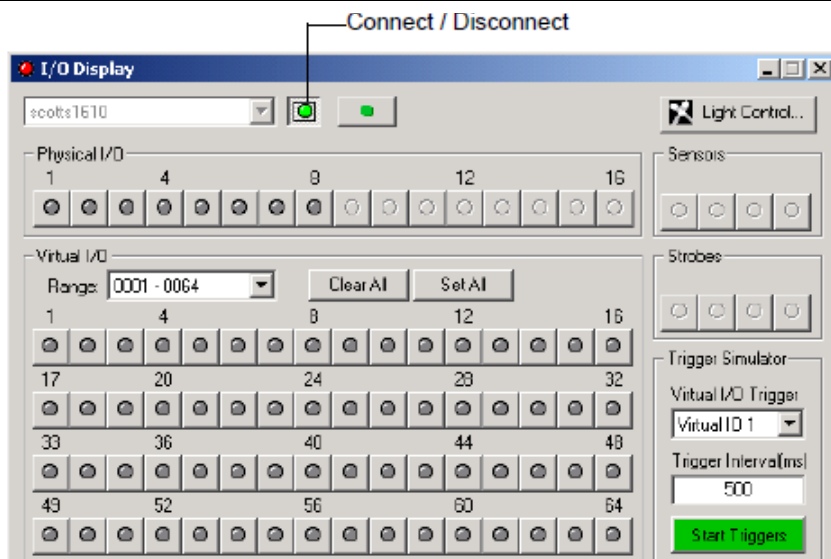 Connect / Disconnect
I/O Display
scotts1610
Light Control...
Physical I/O
1 4 8 12 16
Sensors
Virtual I/O
Range: 0001 - 0064
Clear All
Set All
Strobes
1 4 8 12 16
17 20 24 28 32
33 36 40 44 48
49 52 56 60 64
Trigger Simulator
Virtual I/O Trigger
Virtual IO 1
Trigger Interval(ms)
500
Start Triggers